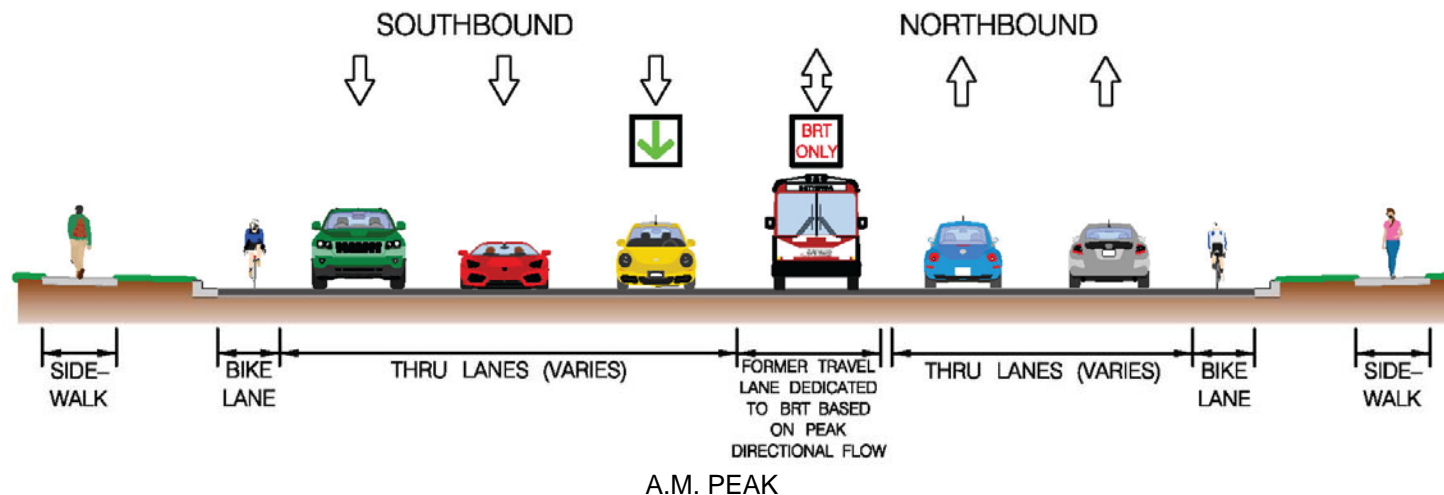 SOUTHBOUND
NORTHBOUND
BRT
ONLY
SIDE–
WALK
BIKE
LANE
THRU LANES (VARIES)
FORMER TRAVEL
LANE DEDICATED
TO BRT BASED
ON PEAK
DIRECTIONAL FLOW
THRU LANES (VARIES)
BIKE
LANE
SIDE–
WALK
A.M. PEAK